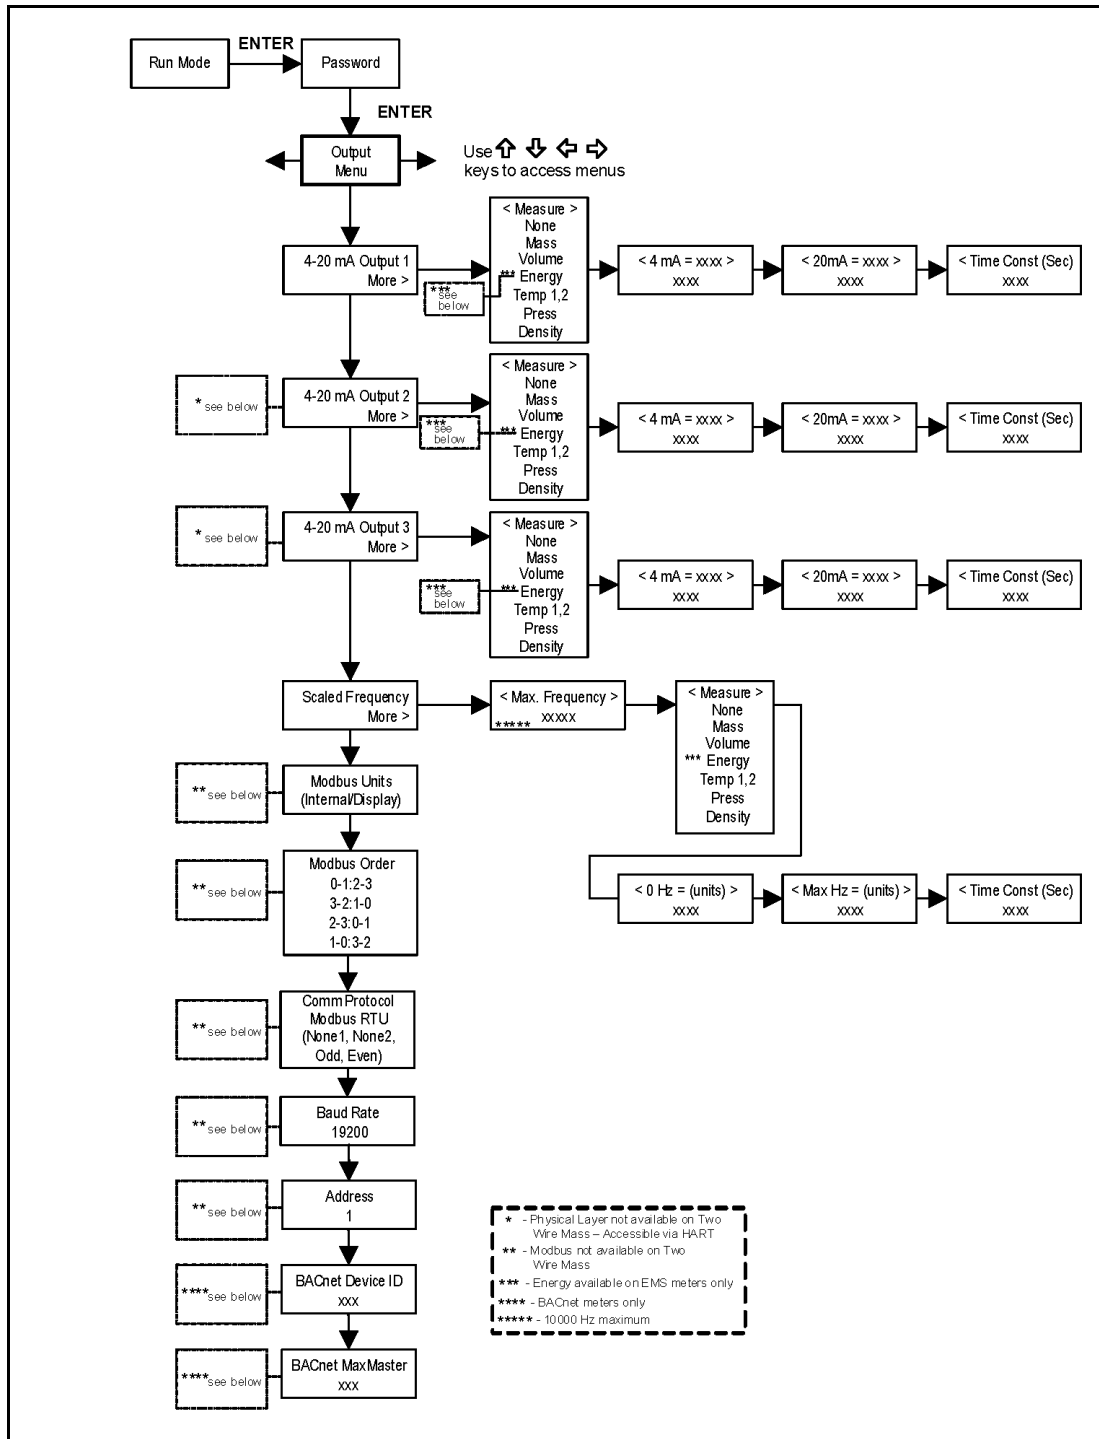 ENTER
Run Mode
Password
ENTER
Output
Menu
Use
keys to access menus
4-20 mA Output 1
More >
*** see
below
< Measure >
None
Mass
Volume
*** Energy
Temp 1,2
Press
Density
< 4 mA = xxxx >
xxxx
< 20mA = xxxx >
xxxx
< Time Const (Sec)
xxxx
* see below
4-20 mA Output 2
More >
*** see
below
< Measure >
None
Mass
Volume
*** Energy
Temp 1,2
Press
Density
< 4 mA = xxxx >
xxxx
< 20mA = xxxx >
xxxx
< Time Const (Sec)
xxxx
* see below
4-20 mA Output 3
More >
*** see
below
< Measure >
None
Mass
Volume
*** Energy
Temp 1,2
Press
Density
< 4 mA = xxxx >
xxxx
< 20mA = xxxx >
xxxx
< Time Const (Sec)
xxxx
Scaled Frequency
More >
< Max. Frequency >
***** xxxxx
< Measure >
None
Mass
Volume
*** Energy
Temp 1,2
Press
Density
< 0 Hz = (units) >
xxxx
< Max Hz = (units) >
xxxx
< Time Const (Sec)
xxxx
** see below
Modbus Units
(Internal/Display)
** see below
Modbus Order
0-1:2-3
3-2:1-0
2-3:0-1
1-0:3-2
** see below
Comm Protocol
Modbus RTU
(None1, None2,
Odd, Even)
** see below
Baud Rate
19200
** see below
Address
1
**** see below
BACnet Device ID
xxx
**** see below
BACnet MaxMaster
xxx
* - Physical Layer not available on Two
Wire Mass – Accessible via HART
** - Modbus not available on Two
Wire Mass
*** - Energy available on EMS meters only
**** - BACnet meters only
***** - 10000 Hz maximum